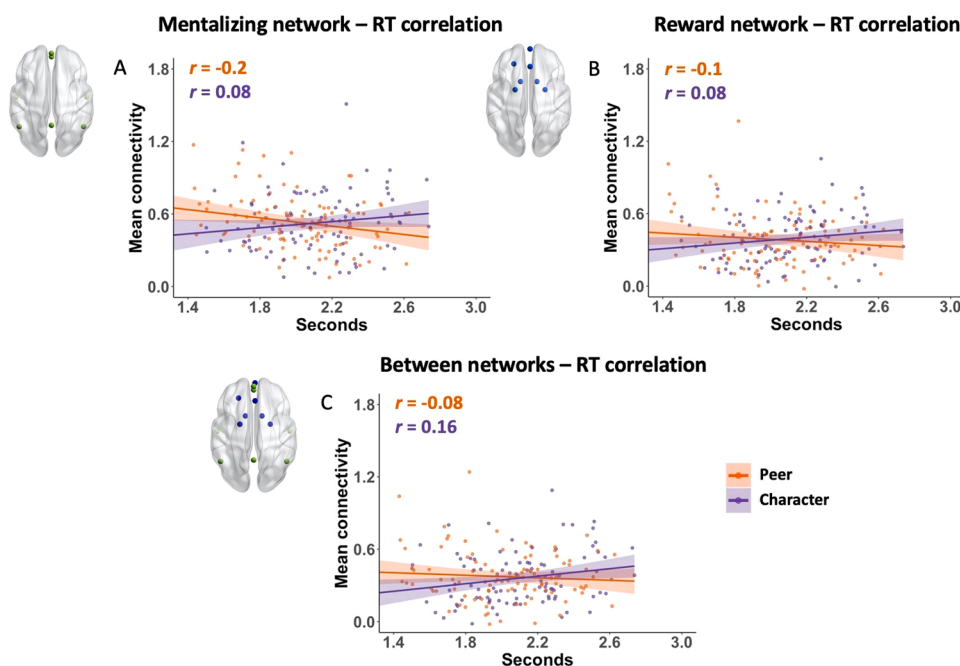 Mentalizing network – RT correlation
A
r = -0.2
r = 0.08
Mean connectivity
1.8
1.2
0.6
0.0
1.4 1.8 2.2 2.6 3.0
Seconds
Reward network – RT correlation
B
r = -0.1
r = 0.08
Mean connectivity
1.8
1.2
0.6
0.0
1.4 1.8 2.2 2.6 3.0
Seconds
Between networks – RT correlation
C
r = -0.08
r = 0.16
Mean connectivity
1.8
1.2
0.6
0.0
1.4 1.8 2.2 2.6 3.0
Seconds
Peer
Character